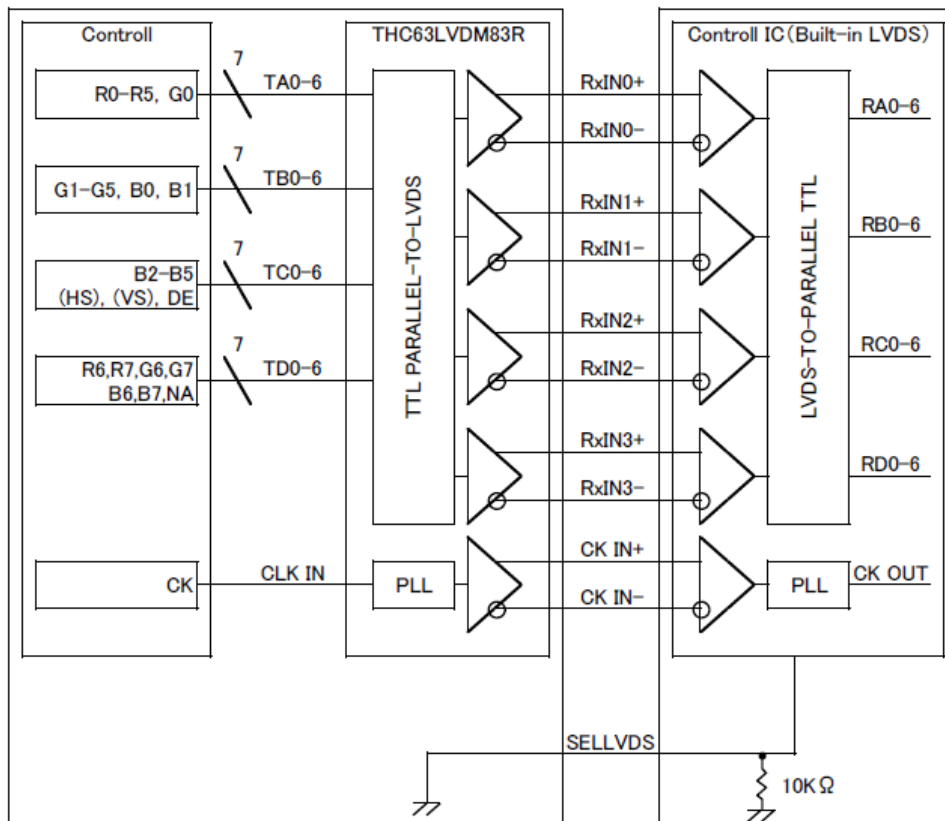 Controll
THC63LVDM83R
Controll IC(Built-in LVDS)
R0-R5, G0
7
TA0-6
RxIN0+
RxIN0-
RA0-6
G1-G5, B0, B1
7
TB0-6
RxIN1+
RxIN1-
RB0-6
B2-B5
(HS), (VS), DE
7
TC0-6
RxIN2+
RxIN2-
RC0-6
R6,R7,G6,G7
B6,B7,NA
7
TD0-6
RxIN3+
RxIN3-
RD0-6
TTL PARALLEL-TO-LVDS
LVDS-TO-PARALLEL TTL
CK
CLK IN
PLL
CK IN+
CK IN-
PLL
CK OUT
SELLVDS
10KΩ